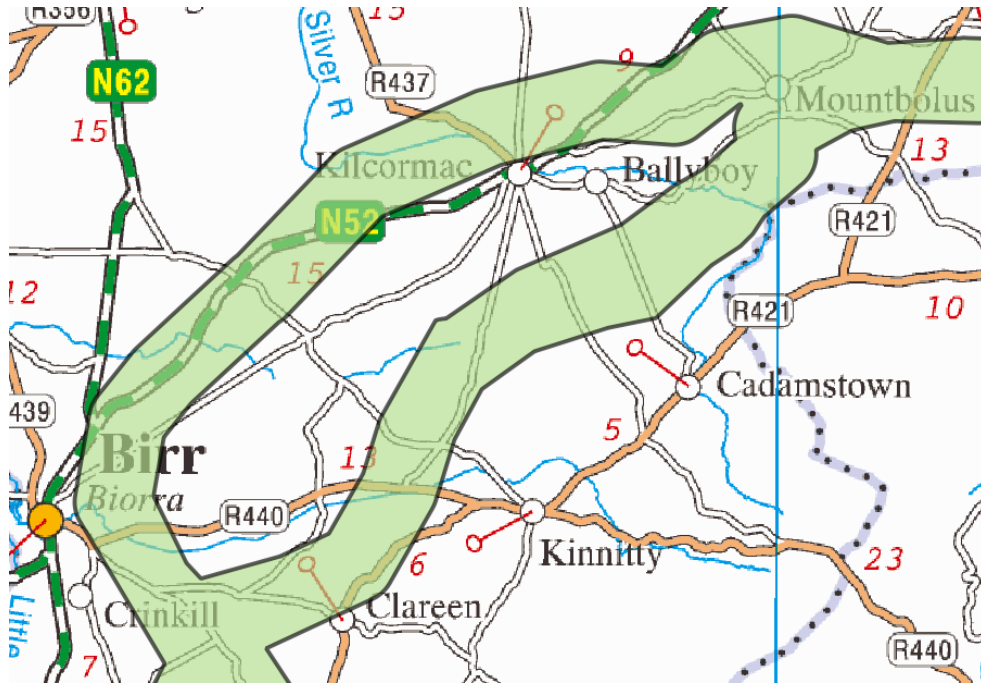 R356
15
Silver R
9
N62
R437
Mountbolus
15
13
Kilcormac
Ballyboy
N52
R421
15
12
R421
10
Cadamstown
439
5
Birr
13
Biorra
R440
Kinnitty
6
23
Clareen
Crinkill
Little
R440
7